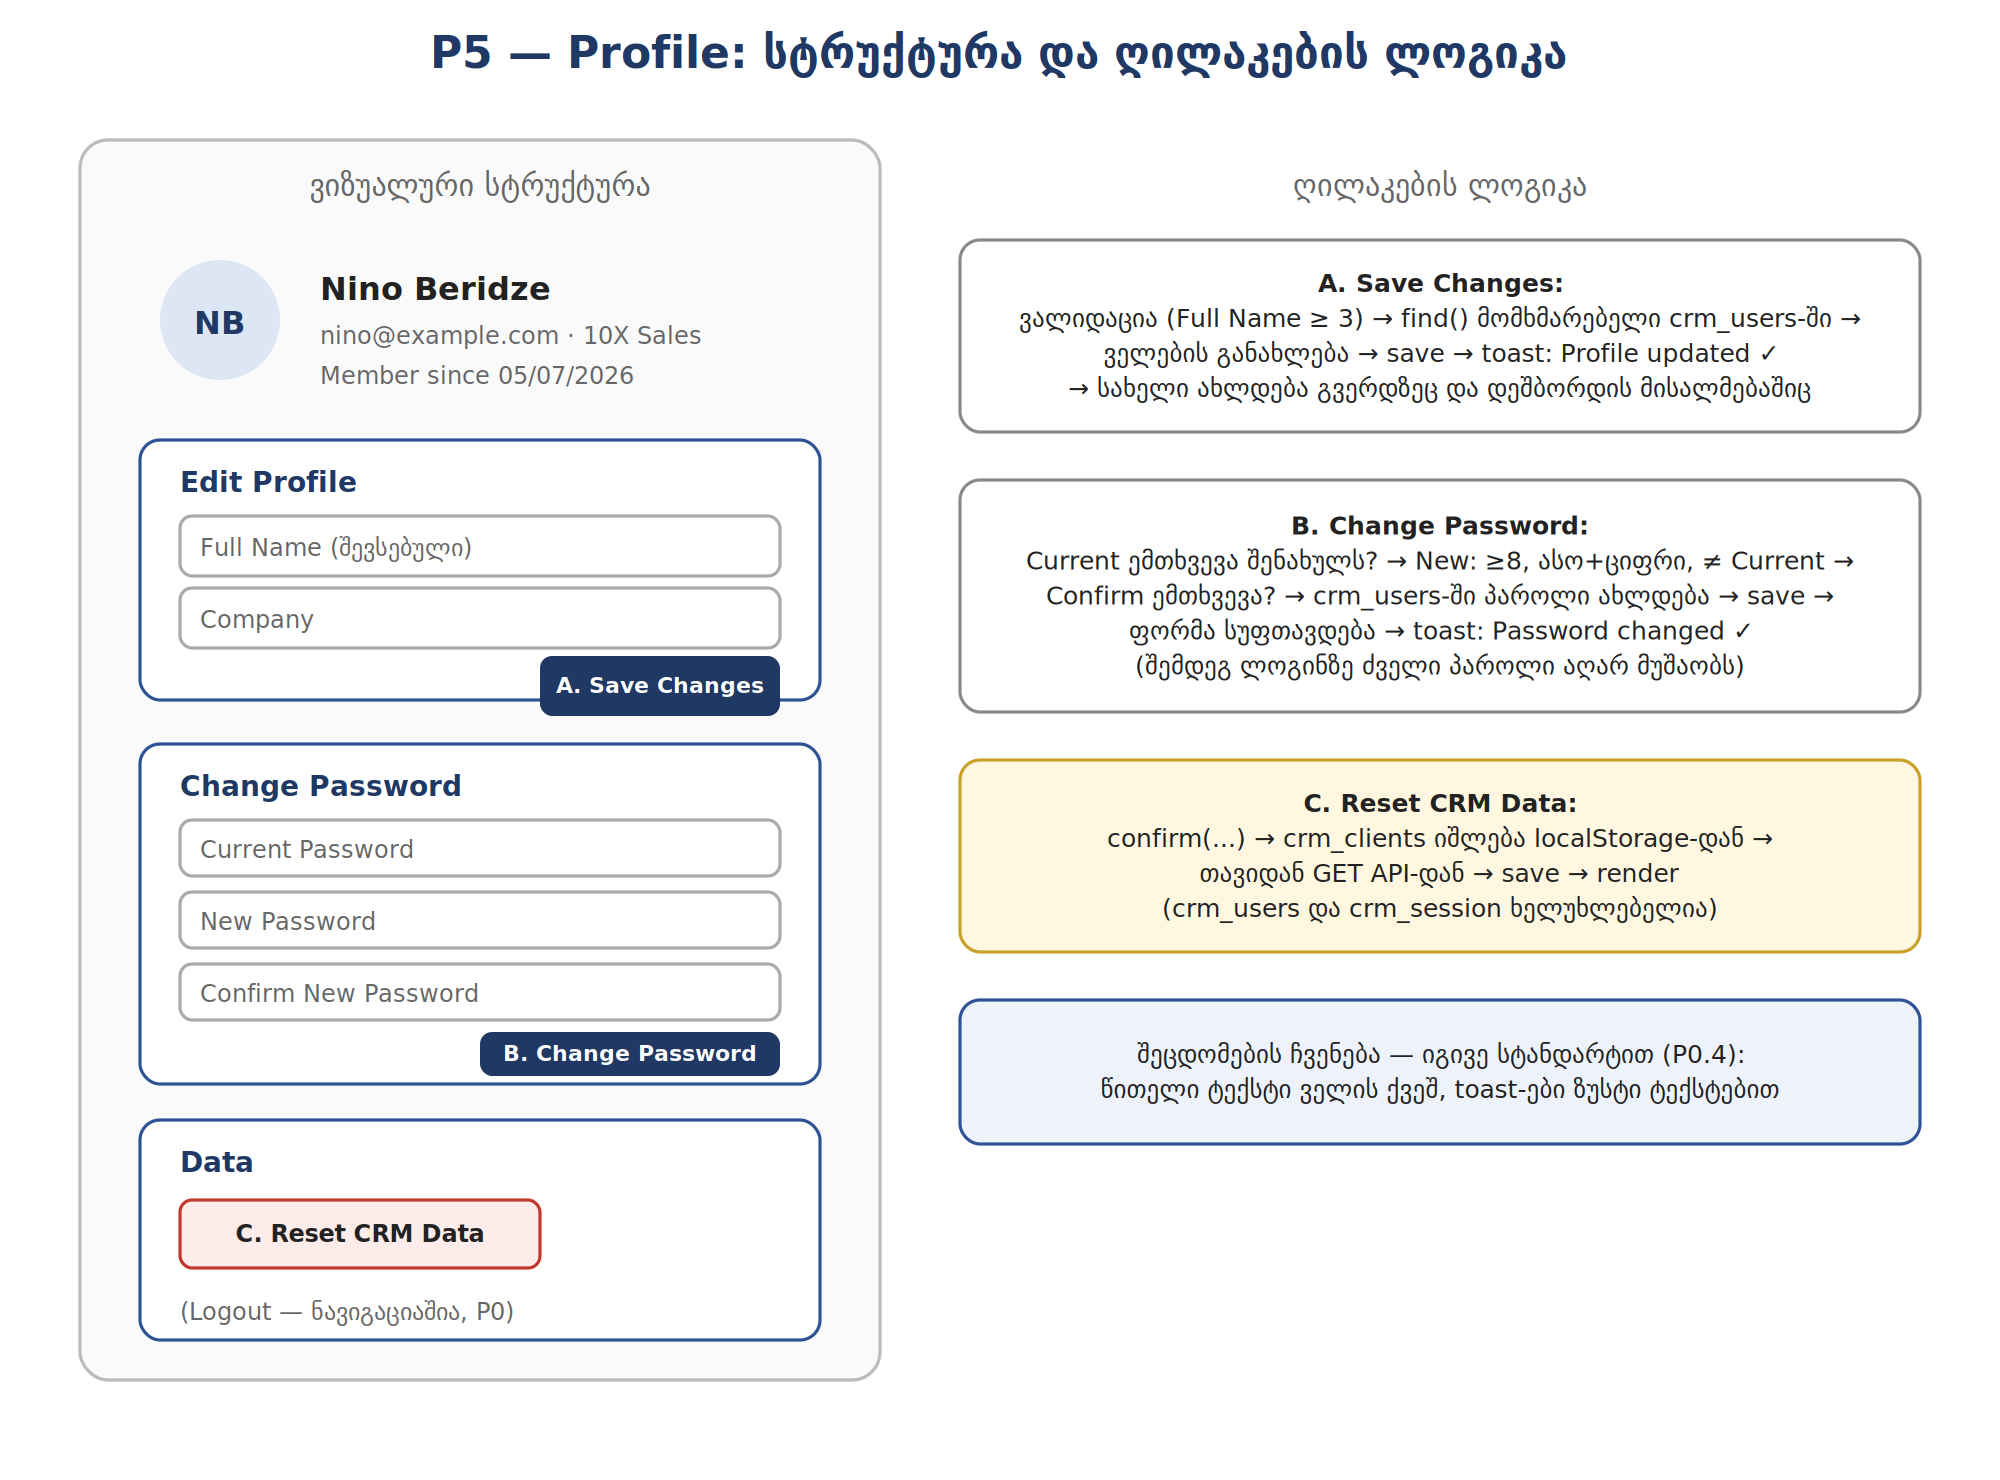 P5 — Profile: სტრუქტურა და ღილაკების ლოგიკა
ვიზუალური სტრუქტურა
NB
Nino Beridze
nino@example.com · 10X Sales
Member since 05/07/2026
Edit Profile
Full Name (შევსებული)
Company
A. Save Changes
Change Password
Current Password
New Password
Confirm New Password
B. Change Password
Data
C. Reset CRM Data
(Logout — ნავიგაციაშია, P0)
ღილაკების ლოგიკა
A. Save Changes:
ვალიდაცია (Full Name ≥ 3) → find() მომხმარებელი crm_users-ში →
ველების განახლება → save → toast: Profile updated ✓
→ სახელი ახლდება გვერდზეც და დეშბორდის მისალმებაშიც
B. Change Password:
Current ემთხვევა შენახულს? → New: ≥8, ასო+ციფრი, ≠ Current →
Confirm ემთხვევა? → crm_users-ში პაროლი ახლდება → save →
ფორმა სუფთავდება → toast: Password changed ✓
(შემდეგ ლოგინზე ძველი პაროლი აღარ მუშაობს)
C. Reset CRM Data:
confirm(...) → crm_clients იშლება localStorage-დან →
თავიდან GET API-დან → save → render
(crm_users და crm_session ხელუხლებელია)
შეცდომების ჩვენება — იგივე სტანდარტით (P0.4):
წითელი ტექსტი ველის ქვეშ, toast-ები ზუსტი ტექსტებით